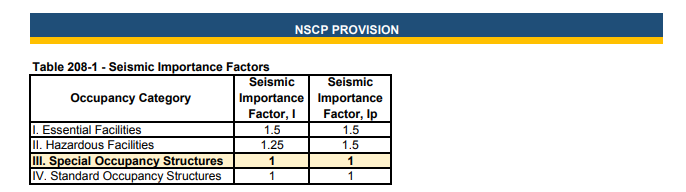 NSCP PROVISION
Table 208-1 - Seismic Importance Factors
Occupancy Category Seismic Importance Factor, I Seismic Importance Factor, Ip
I. Essential Facilities 1.5 1.5
II. Hazardous Facilities 1.25 1.5
III. Special Occupancy Structures 1 1
IV. Standard Occupancy Structures 1 1